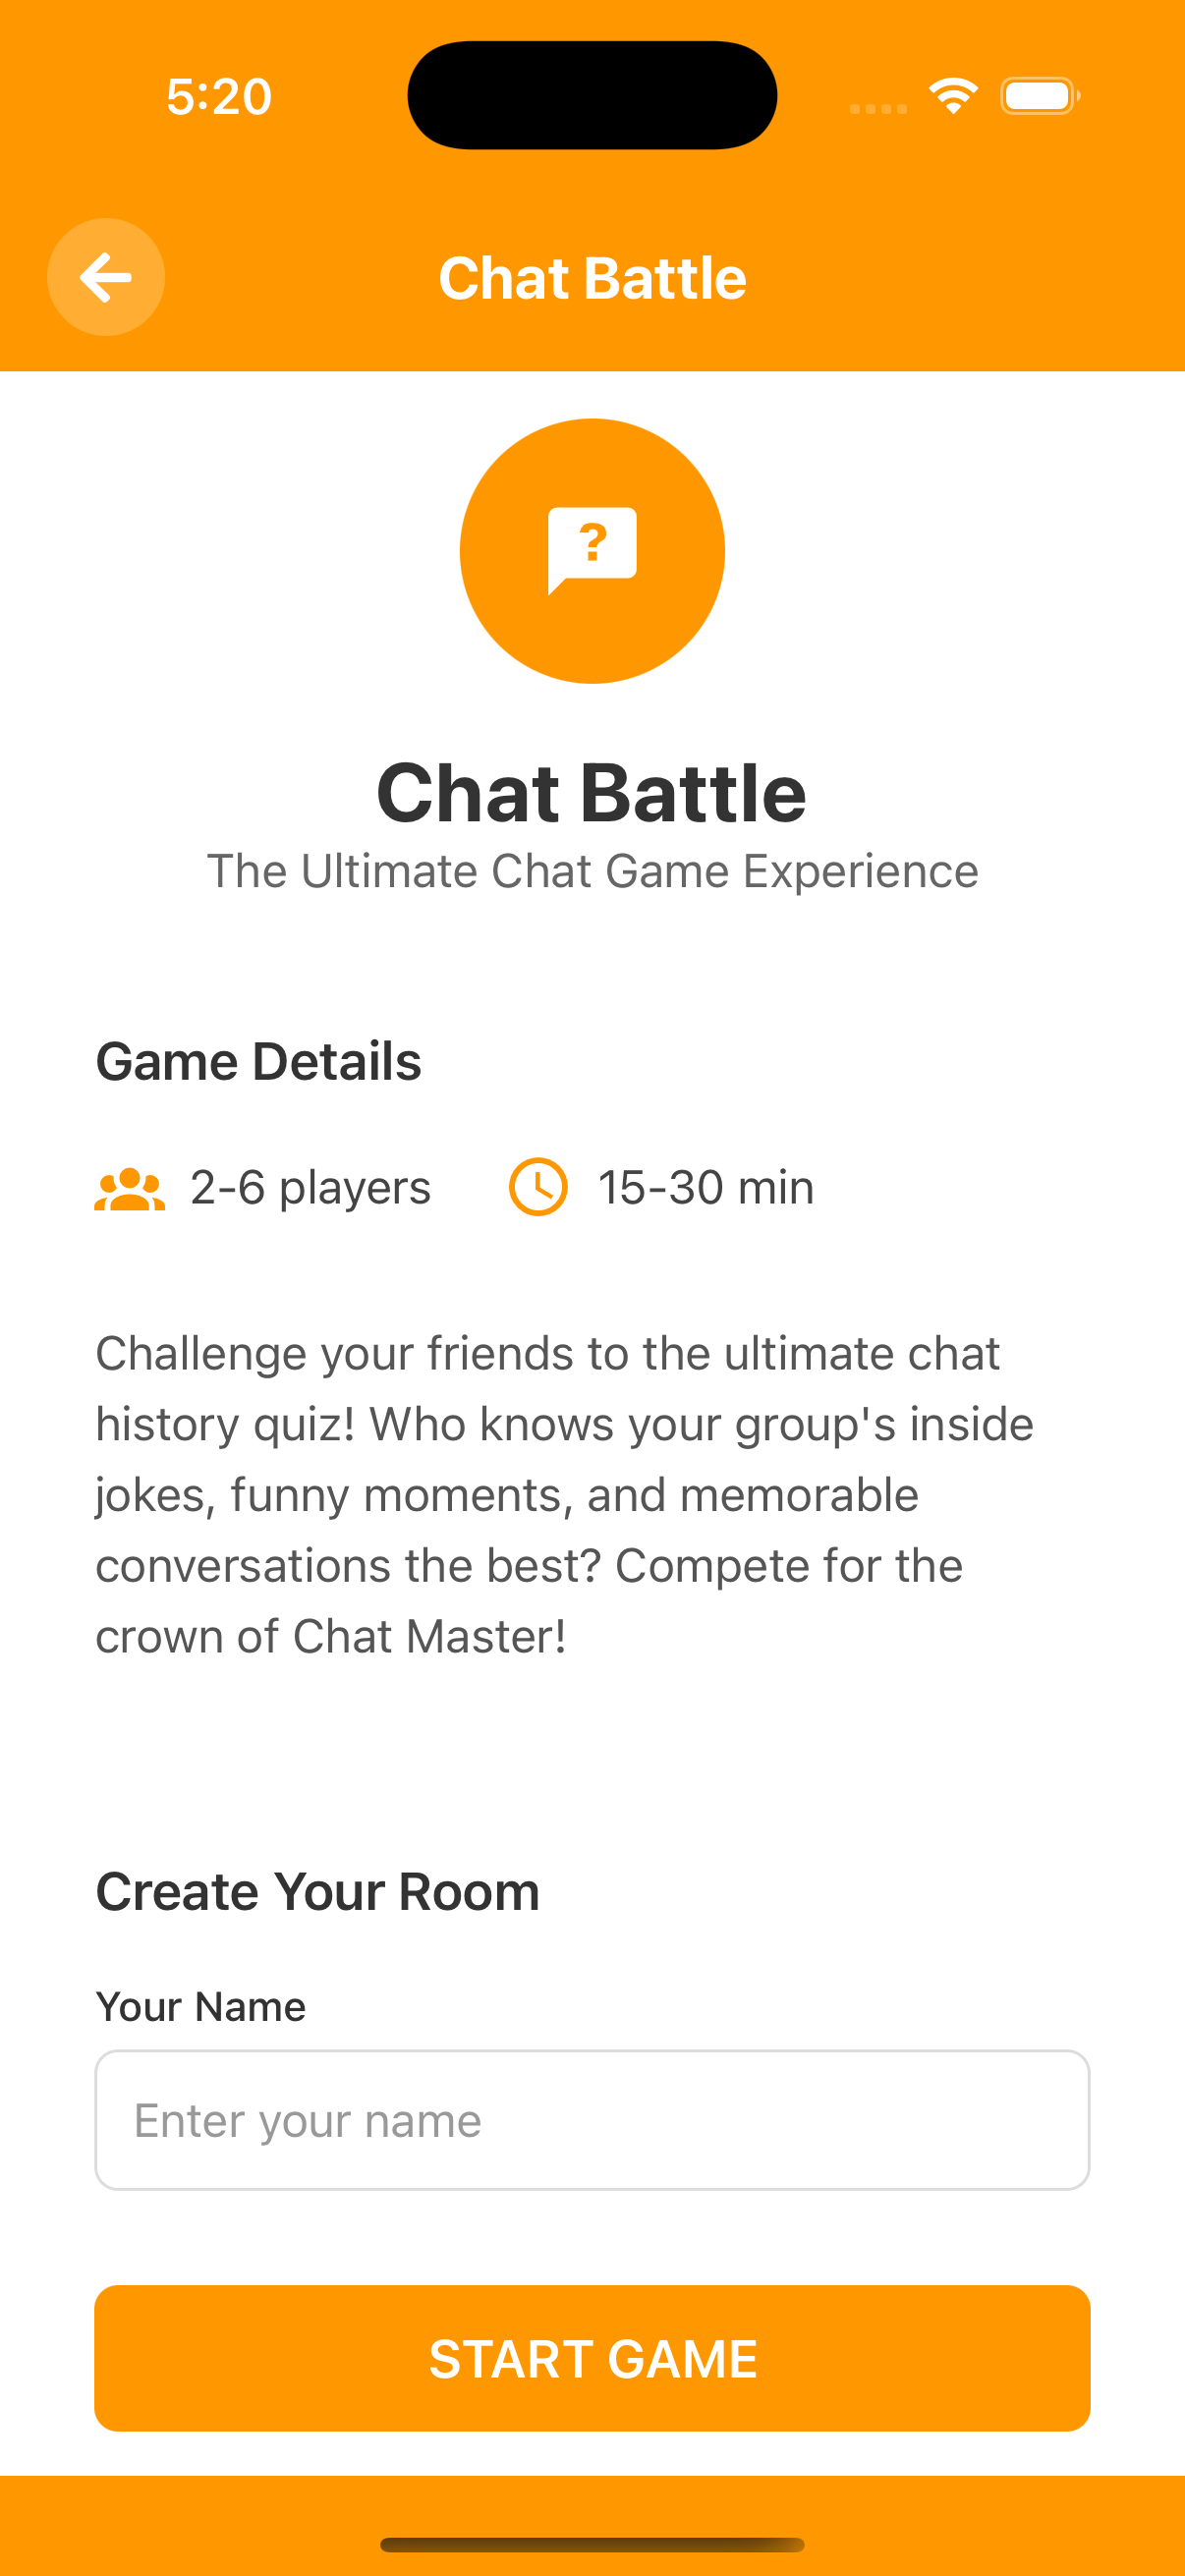 5:20
Chat Battle
?
Chat Battle
The Ultimate Chat Game Experience
Game Details
2-6 players
15-30 min
Challenge your friends to the ultimate chat
history quiz! Who knows your group's inside
jokes, funny moments, and memorable
conversations the best? Compete for the
crown of Chat Master!
Create Your Room
Your Name
Enter your name
START GAME